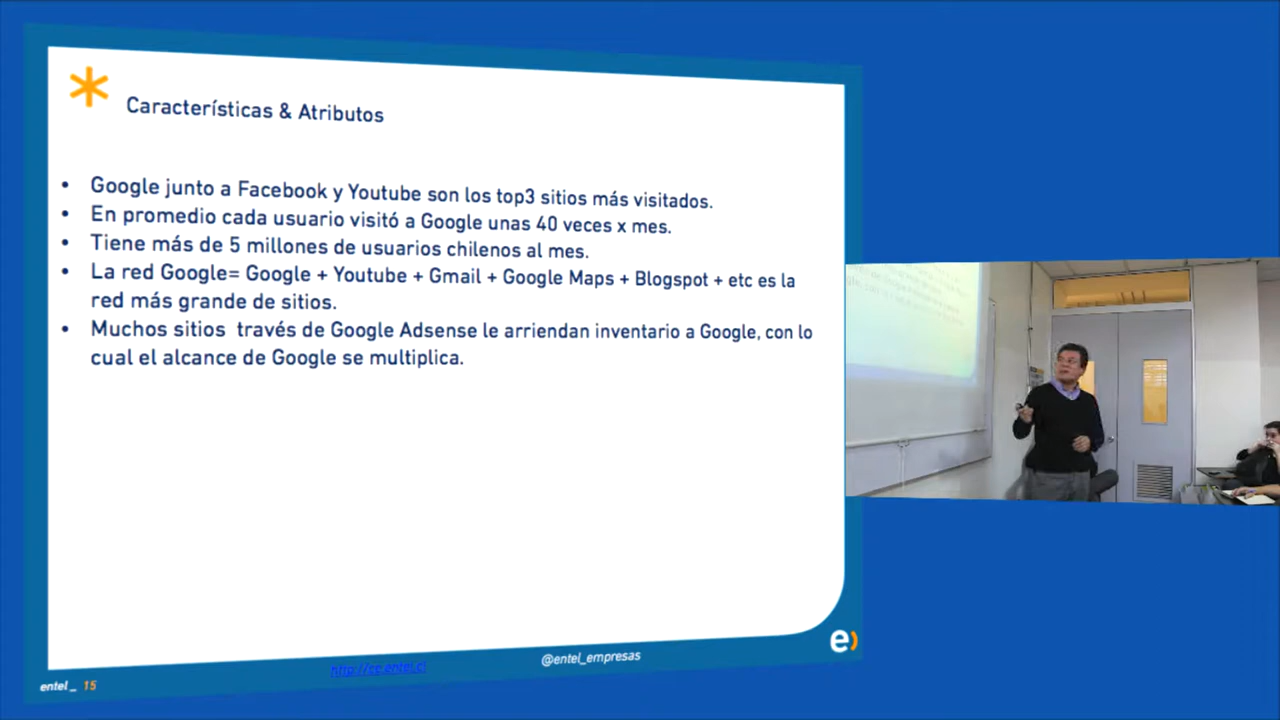 Características & Atributos
• Google junto a Facebook y Youtube son los top3 sitios más visitados.
• En promedio cada usuario visitó a Google unas 40 veces x mes.
• Tiene más de 5 millones de usuarios chilenos al mes.
• La red Google= Google + Youtube + Gmail + Google Maps + Blogspot + etc es la
red más grande de sitios.
• Muchos sitios través de Google Adsense le arriendan inventario a Google, con lo
cual el alcance de Google se multiplica.
e)
entel_ 15
http://ce.entel.cl
@entel_empresas